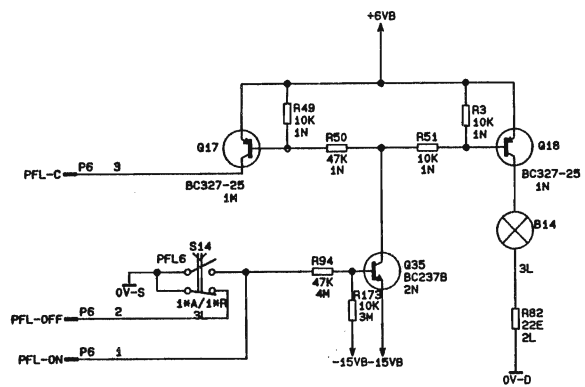 +6VB
R49
10K
1N
R3
10K
1N
Q17
R50
47K
1N
R51
10K
1N
Q18
PFL-C P6 3
BC327-25
1M
BC327-25
1N
B14
S14
PFL6
R94
47K
4M
Q35
BC237B
2N
3L
0V-S
1*A/1*R
3L
R173
10K
3M
R82
22E
2L
PFL-OFF P6 2
PFL-ON P6 1
-15VB-15VB
0V-D